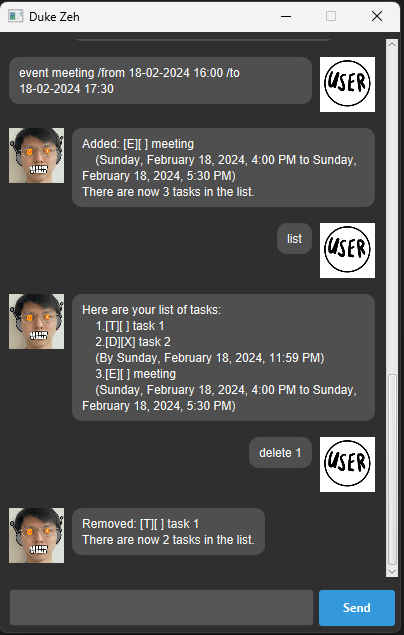 Duke Zeh
event meeting /from 18-02-2024 16:00 /to
18-02-2024 17:30
USER
Added: [E][ ] meeting
(Sunday, February 18, 2024, 4:00 PM to Sunday,
February 18, 2024, 5:30 PM)
There are now 3 tasks in the list.
list
USER
Here are your list of tasks:
1.[T][ ] task 1
2.[D][X] task 2
(By Sunday, February 18, 2024, 11:59 PM)
3.[E][ ] meeting
(Sunday, February 18, 2024, 4:00 PM to Sunday,
February 18, 2024, 5:30 PM)
delete 1
USER
Removed: [T][ ] task 1
There are now 2 tasks in the list.
Send